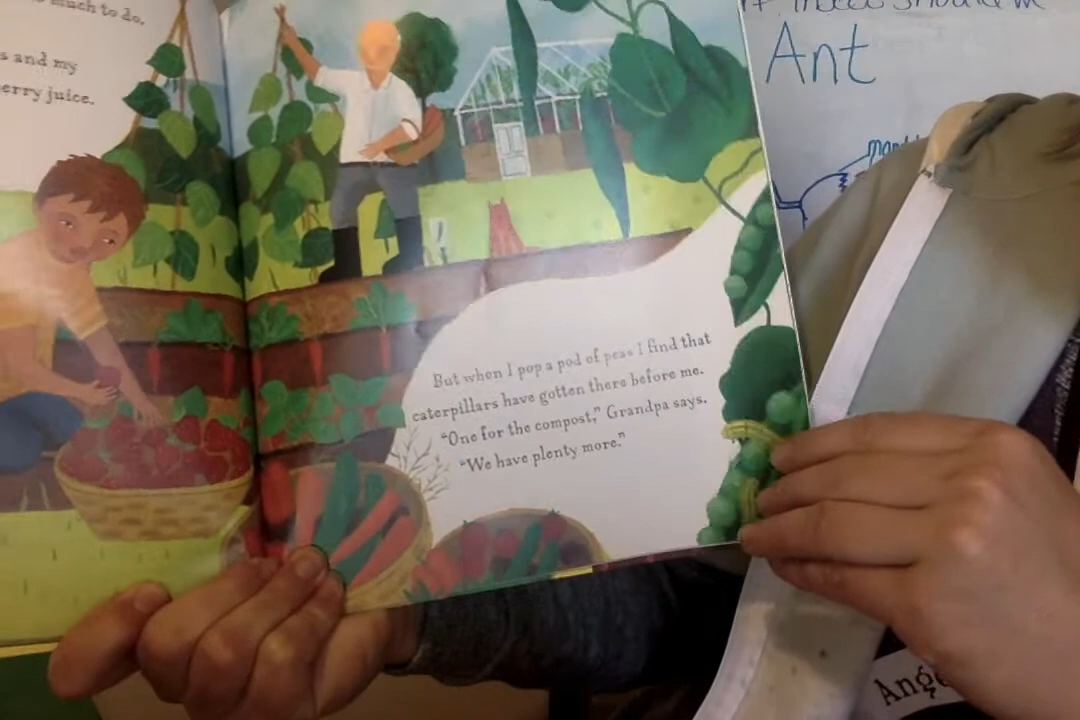 much to do,
s and my
erry juice.
But when I pop a pod of peas I find that
caterpillars have gotten there before me.
"One for the compost," Grandpa says.
"We have plenty more."
Ant
Ange